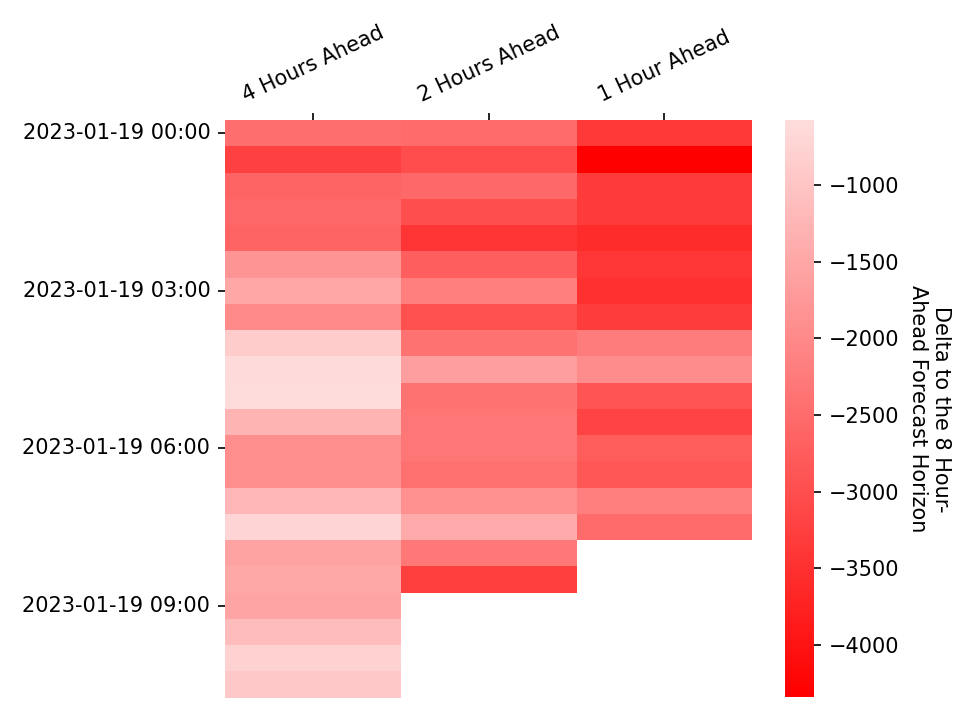 4 Hours Ahead
2 Hours Ahead
1 Hour Ahead
2023-01-19 00:00
2023-01-19 03:00
2023-01-19 06:00
2023-01-19 09:00
−1000
−1500
−2000
−2500
−3000
−3500
−4000
Delta to the 8 Hour-
Ahead Forecast Horizon